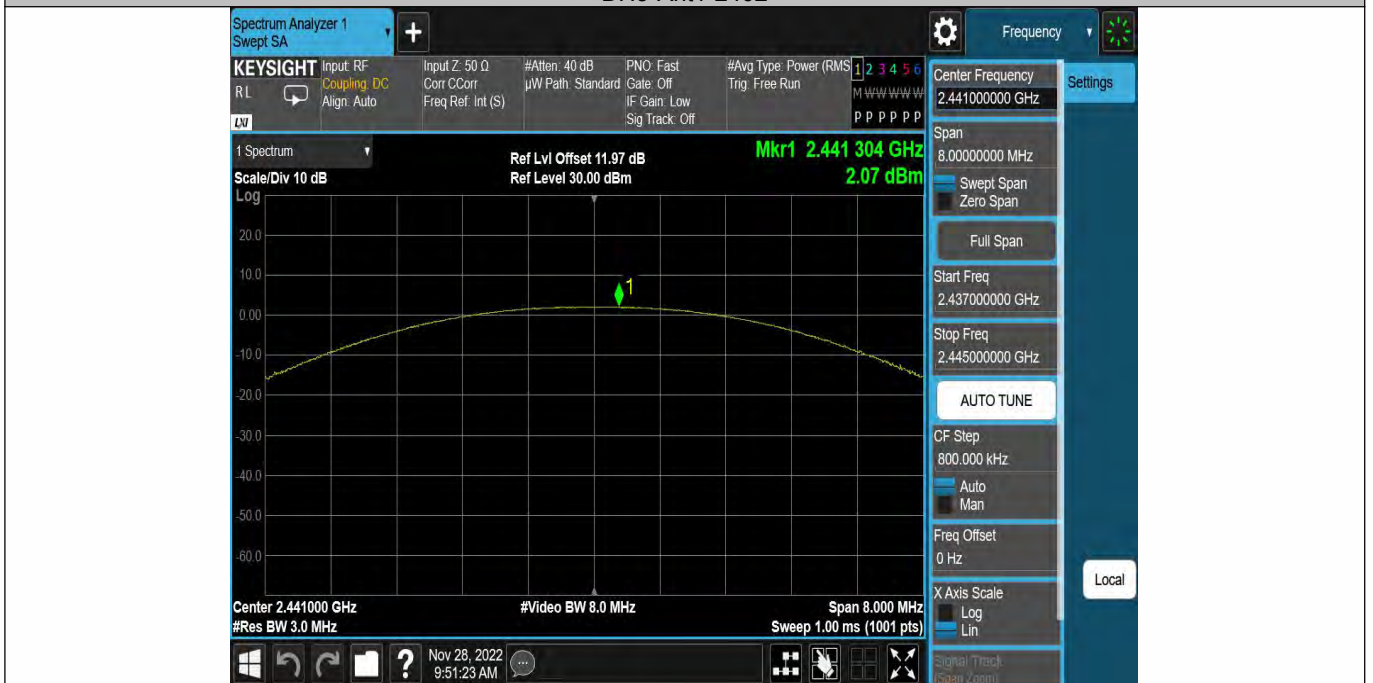 Spectrum Analyzer 1
Swept SA
+
Frequency
KEYSIGHT
RL
LXI
Input: RF
Coupling: DC
Align: Auto
Input Z: 50 Ω
Corr CCorr
Freq Ref: Int (S)
#Atten: 40 dB
µW Path: Standard
PNO: Fast
Gate: Off
IF Gain: Low
Sig Track: Off
#Avg Type: Power (RMS
Trig: Free Run
1 2 3 4 5 6
M W W W W W
P P P P P P
1 Spectrum
Scale/Div 10 dB
Log
Ref Lvl Offset 11.97 dB
Ref Level 30.00 dBm
Mkr1 2.441 304 GHz
2.07 dBm
20.0
10.0
1
0.00
-10.0
-20.0
-30.0
-40.0
-50.0
-60.0
Center 2.441000 GHz
#Res BW 3.0 MHz
#Video BW 8.0 MHz
Span 8.000 MHz
Sweep 1.00 ms (1001 pts)
?
Nov 28, 2022
9:51:23 AM
Center Frequency
2.441000000 GHz
Settings
Span
8.00000000 MHz
Swept Span
Zero Span
Full Span
Start Freq
2.437000000 GHz
Stop Freq
2.445000000 GHz
AUTO TUNE
CF Step
800.000 kHz
Auto
Man
Freq Offset
0 Hz
Local
X Axis Scale
Log
Lin
Signal Track
(Span Zoom)